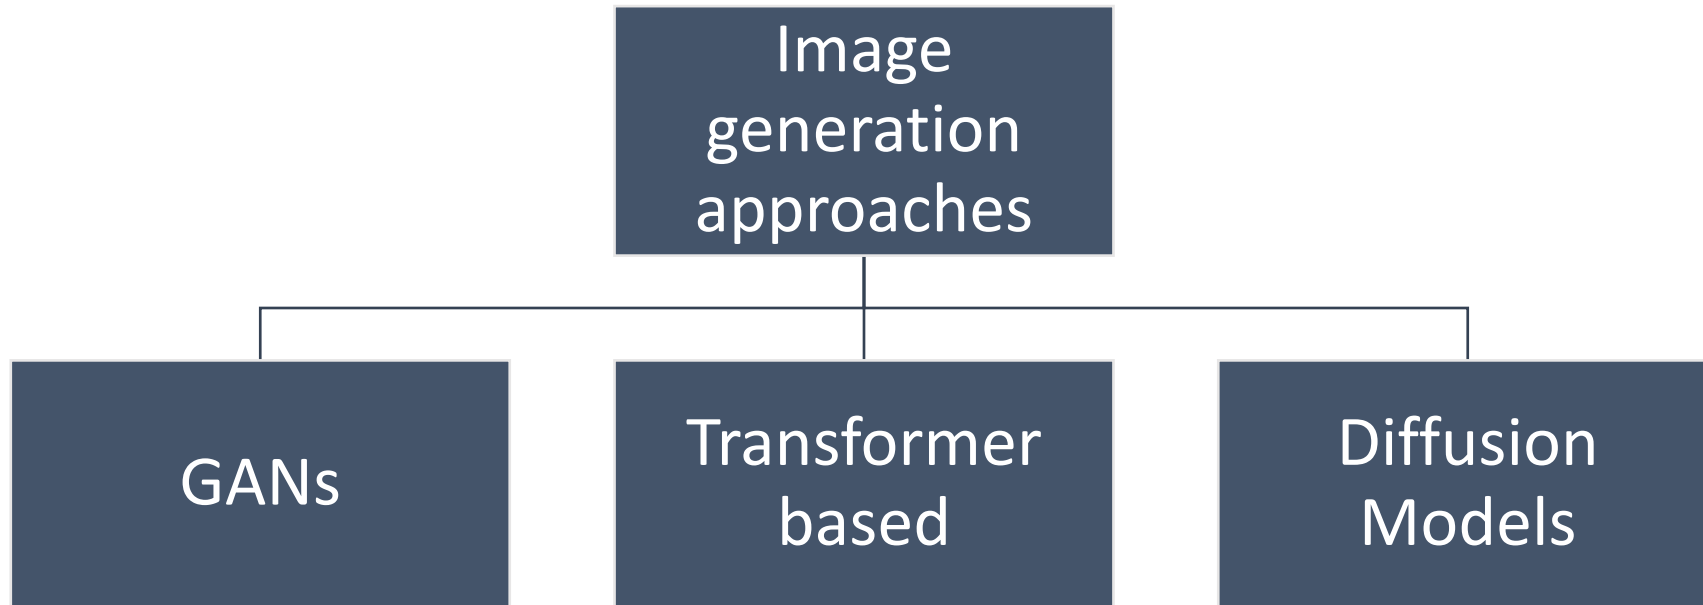 Image
generation
approaches
GANs
Transformer
based
Diffusion
Models